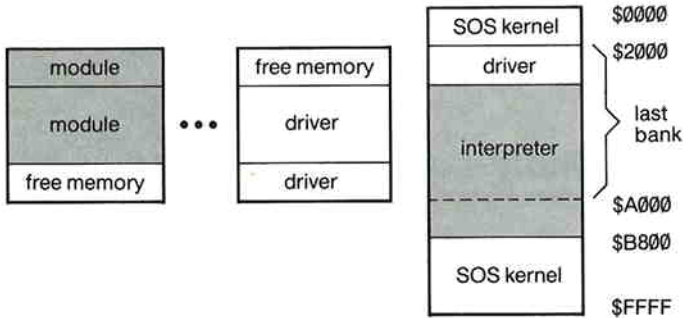 module
module
free memory
•••
free memory
driver
driver
SOS kernel
driver
interpreter
SOS kernel
$0000
$2000
last
bank
$A000
$B800
$FFFF